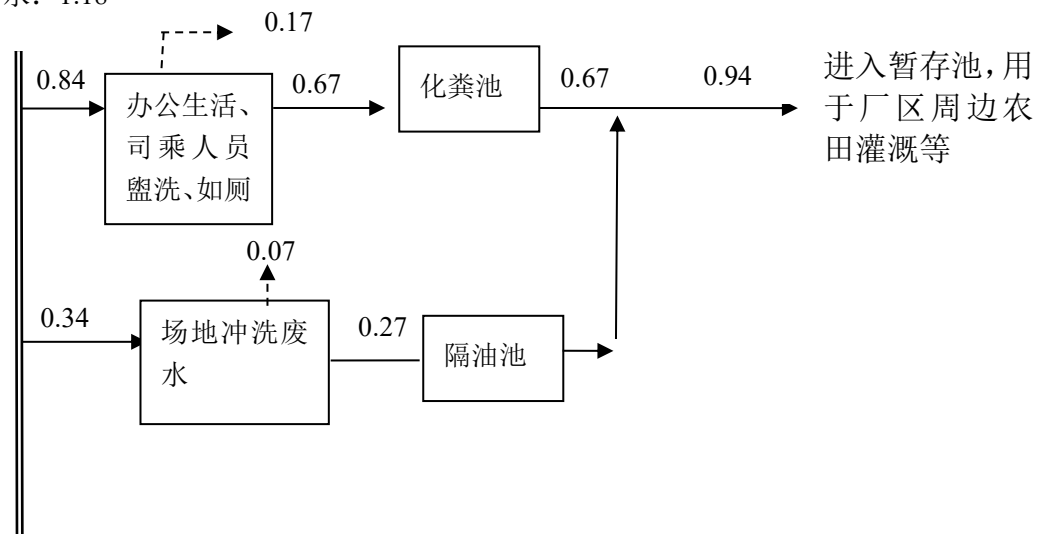 0.17
0.84
办公生活、
司乘人员
盥洗、如厕
0.67
化粪池
0.67
0.94
进入暂存池，用
于厂区周边农
田灌溉等
0.07
0.34
场地冲洗废
水
0.27
隔油池